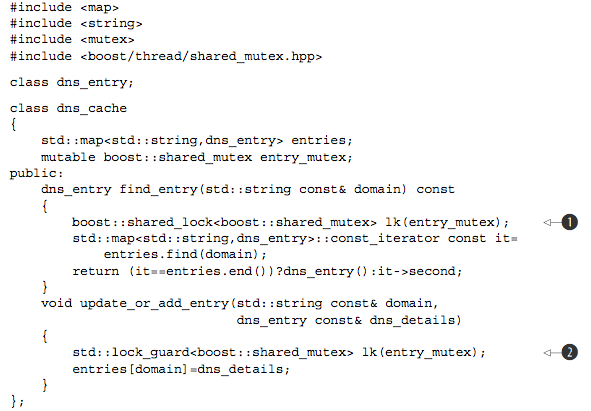 #include <map>
#include <string>
#include <mutex>
#include <boost/thread/shared_mutex.hpp>
class dns_entry;
class dns_cache
{
    std::map<std::string,dns_entry> entries;
    mutable boost::shared_mutex entry_mutex;
public:
    dns_entry find_entry(std::string const& domain) const
    {
        boost::shared_lock<boost::shared_mutex> lk(entry_mutex); 1
        std::map<std::string,dns_entry>::const_iterator const it=
            entries.find(domain);
        return (it==entries.end())?dns_entry():it->second;
    }
    void update_or_add_entry(std::string const& domain,
                             dns_entry const& dns_details)
    {
        std::lock_guard<boost::shared_mutex> lk(entry_mutex); 2
        entries[domain]=dns_details;
    }
};